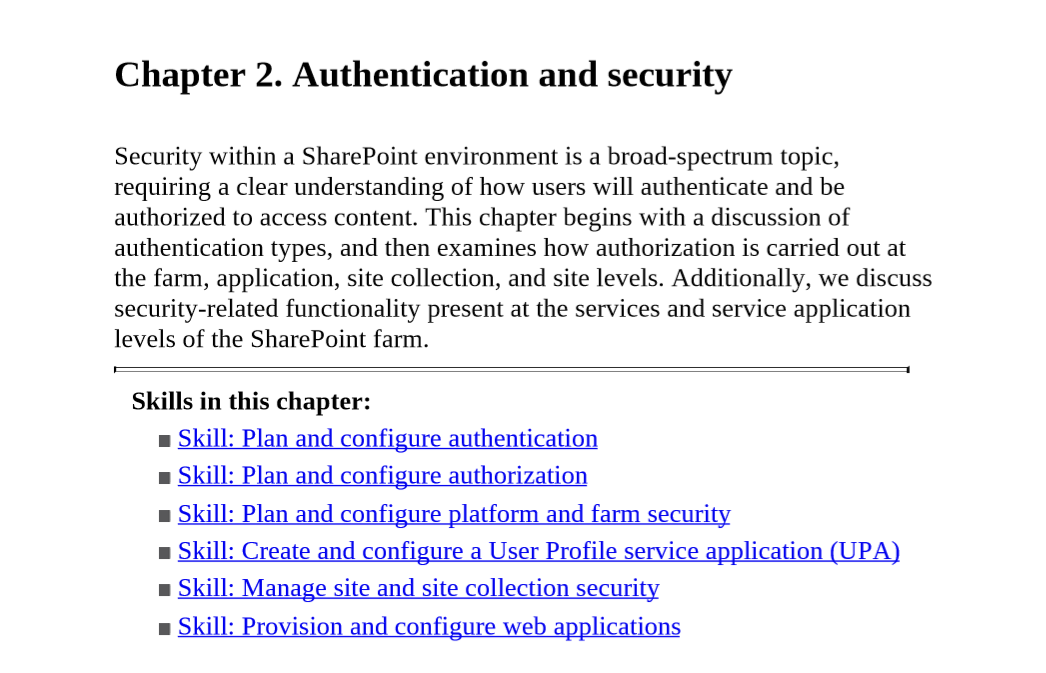 Chapter 2. Authentication and security
Security within a SharePoint environment is a broad-spectrum topic,
requiring a clear understanding of how users will authenticate and be
authorized to access content. This chapter begins with a discussion of
authentication types, and then examines how authorization is carried out at
the farm, application, site collection, and site levels. Additionally, we discuss
security-related functionality present at the services and service application
levels of the SharePoint farm.
Skills in this chapter:
■ Skill: Plan and configure authentication
■ Skill: Plan and configure authorization
■ Skill: Plan and configure platform and farm security
■ Skill: Create and configure a User Profile service application (UPA)
■ Skill: Manage site and site collection security
■ Skill: Provision and configure web applications